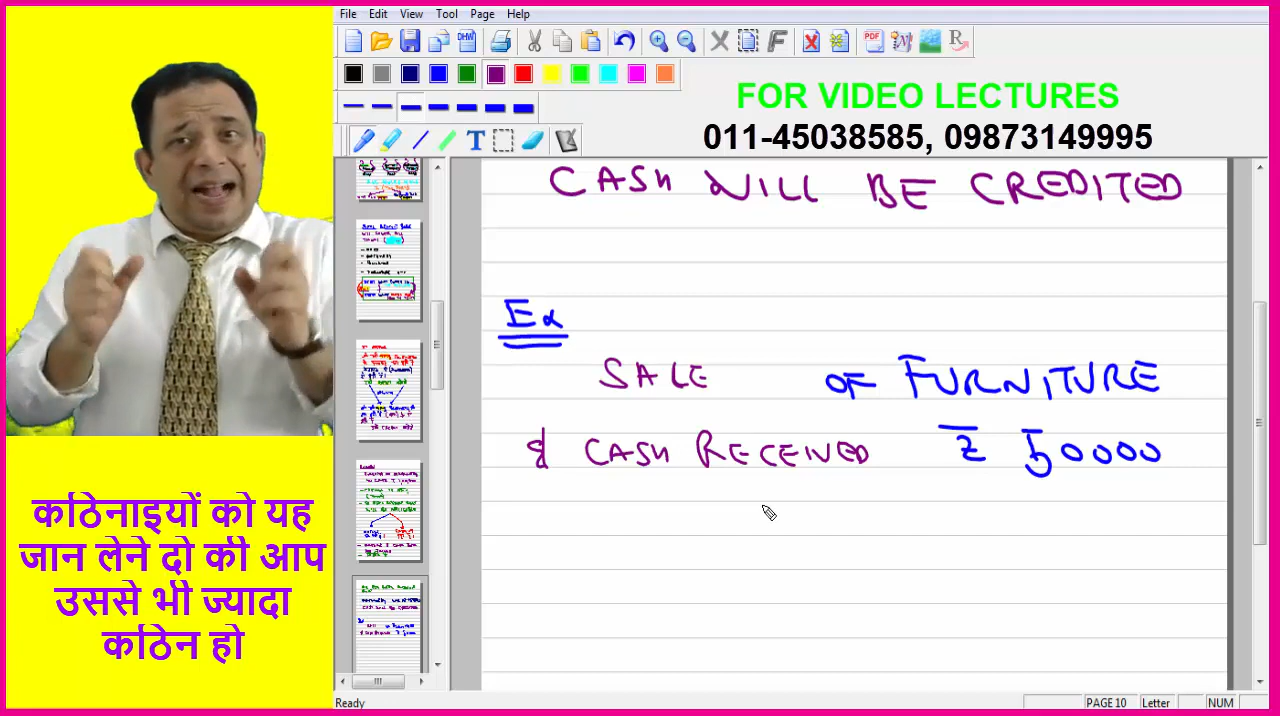 File Edit View Tool Page Help
FOR VIDEO LECTURES
011-45038585, 09873149995
CASH WILL BE CREDITED
Ex
SALE OF FURNITURE
& CASH RECEIVED ₹ 50000
कठिनाइयों को यह
जान लेने दो की आप
उससे भी ज्यादा
कठिन हो
Ready PAGE 10 Letter NUM